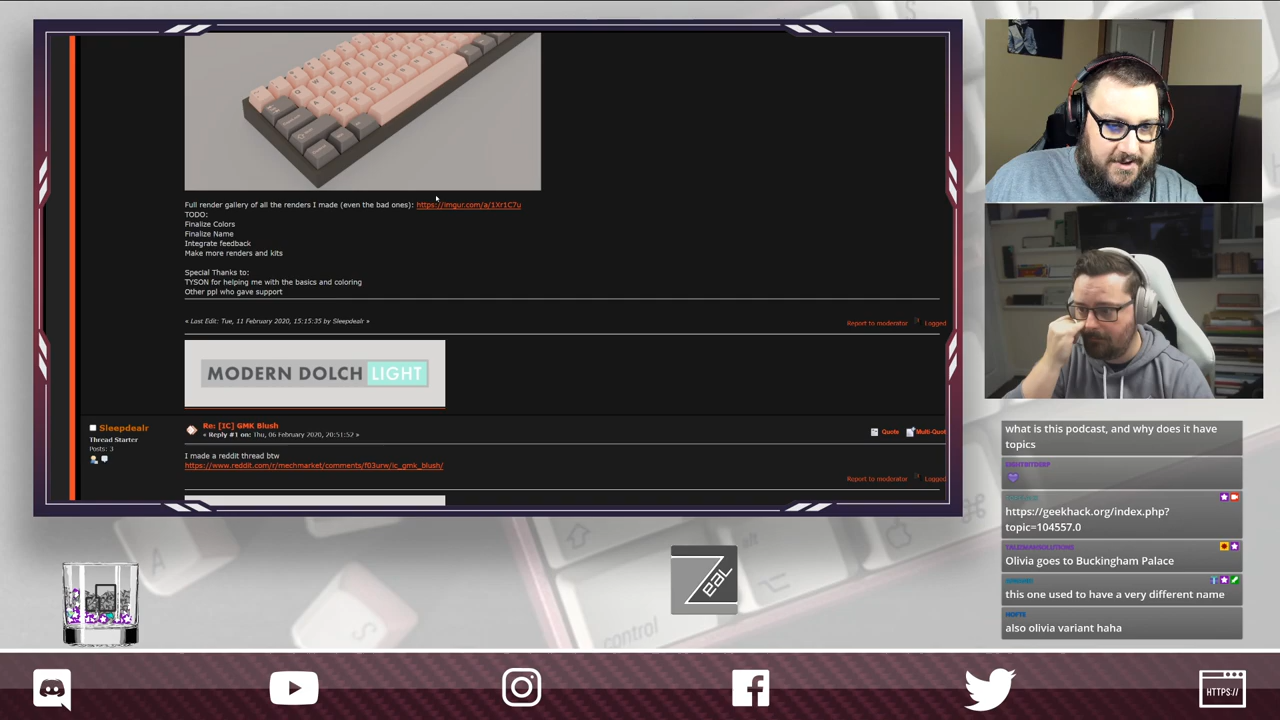 Full render gallery of all the renders I made (even the bad ones): https://imgur.com/a/1Xr1C7u
TODO:
Finalize Colors
Finalize Name
Integrate feedback
Make more renders and kits
Special Thanks to:
TYSON for helping me with the basics and coloring
Other ppl who gave support
« Last Edit: Tue, 11 February 2020, 15:15:35 by Sleepdealr »
Report to moderator
Logged
MODERN DOLCH LIGHT
Sleepdealr
Thread Starter
Posts: 3
Re: [IC] GMK Blush
« Reply #1 on: Thu, 06 February 2020, 20:51:52 »
Quote
Multi-Quot
I made a reddit thread btw
https://www.reddit.com/r/mechmarket/comments/f03urw/ic_gmk_blush/
Report to moderator
Logged
what is this podcast, and why does it have
topics
https://geekhack.org/index.php?
topic=104557.0
Olivia goes to Buckingham Palace
this one used to have a very different name
also olivia variant haha
ZEAL
control
HTTPS://